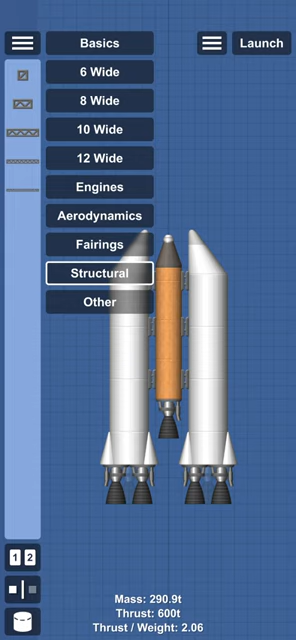 Basics
Launch
6 Wide
8 Wide
10 Wide
12 Wide
Engines
Aerodynamics
Fairings
Structural
Other
1 2
Mass: 290.9t
Thrust: 600t
Thrust / Weight: 2.06